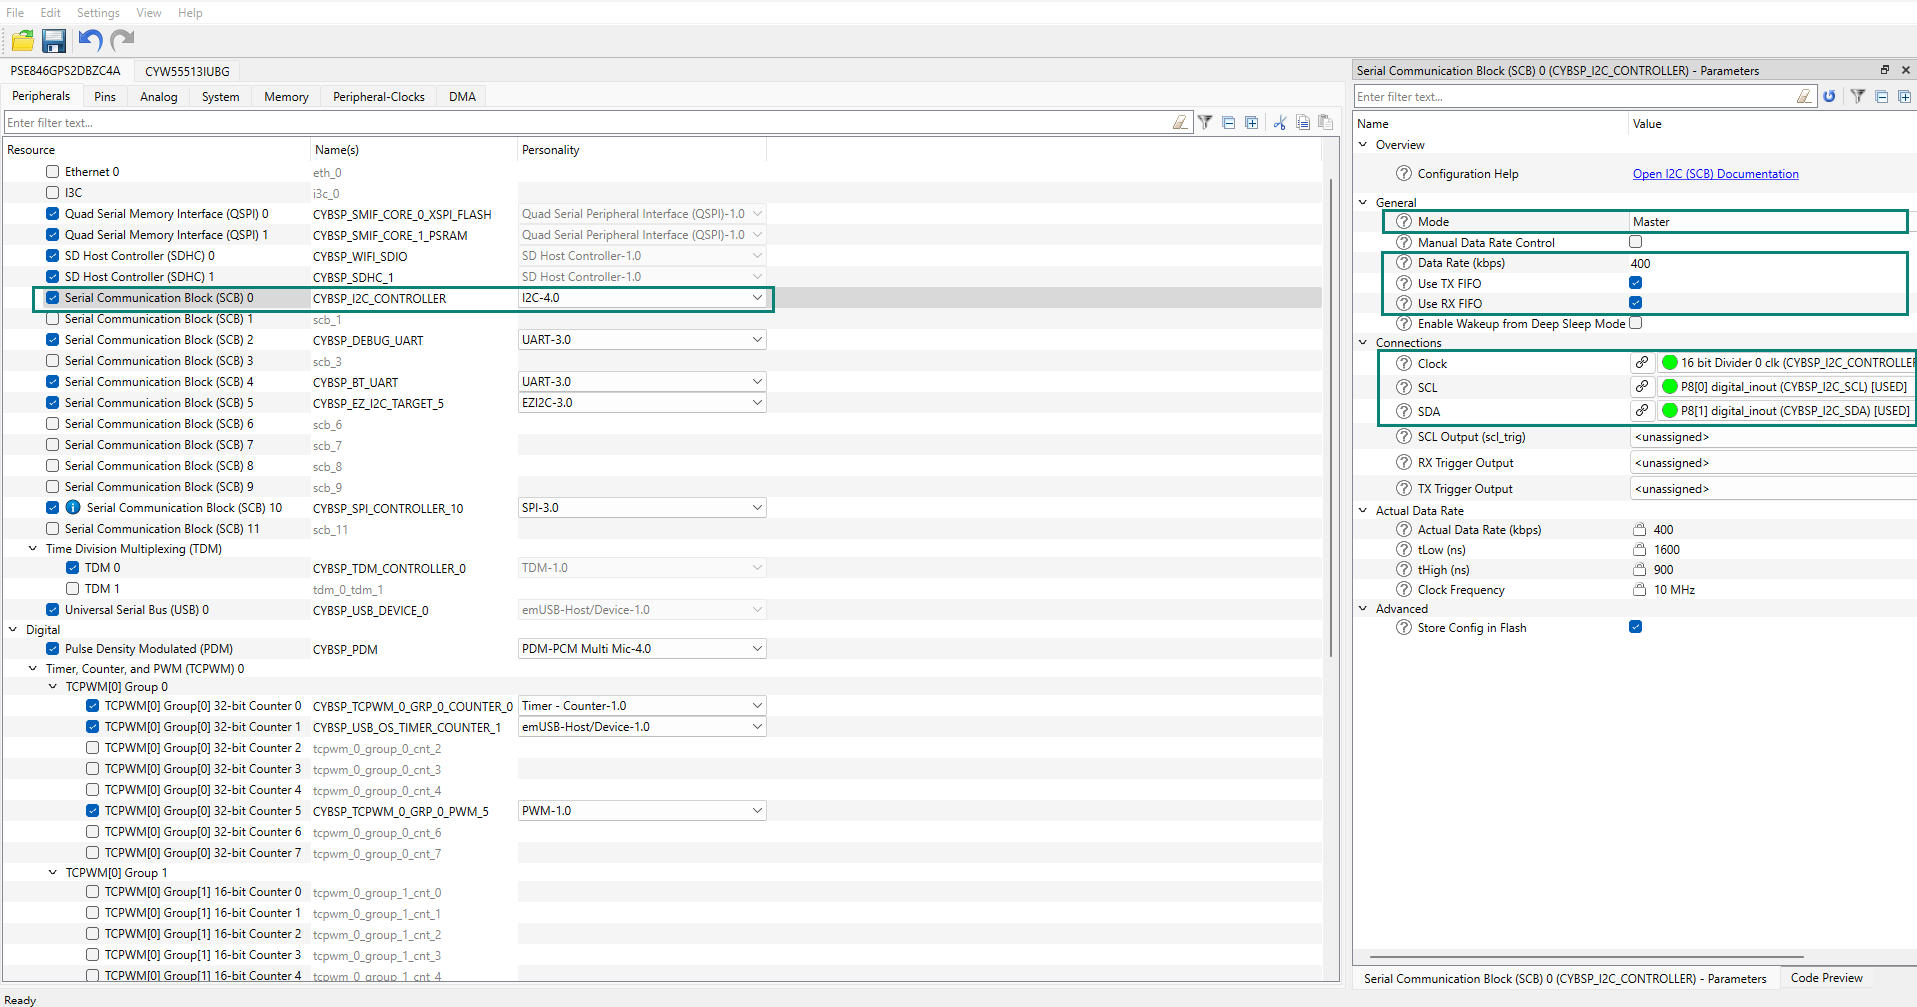 File Edit Settings View Help
PSE846GPS2DBZC4A CYW55513IUBG
Peripherals Pins Analog System Memory Peripheral-Clocks DMA
Enter filter text...
Resource Name(s) Personality
Ethernet 0 eth_0
I3C i3c_0
Quad Serial Memory Interface (QSPI) 0 CYBSP_SMIF_CORE_0_XSPI_FLASH Quad Serial Peripheral Interface (QSPI)-1.0
Quad Serial Memory Interface (QSPI) 1 CYBSP_SMIF_CORE_1_PSRAM Quad Serial Peripheral Interface (QSPI)-1.0
SD Host Controller (SDHC) 0 CYBSP_WIFI_SDIO SD Host Controller-1.0
SD Host Controller (SDHC) 1 CYBSP_SDHC_1 SD Host Controller-1.0
Serial Communication Block (SCB) 0 CYBSP_I2C_CONTROLLER I2C-4.0
Serial Communication Block (SCB) 1 scb_1
Serial Communication Block (SCB) 2 CYBSP_DEBUG_UART UART-3.0
Serial Communication Block (SCB) 3 scb_3
Serial Communication Block (SCB) 4 CYBSP_BT_UART UART-3.0
Serial Communication Block (SCB) 5 CYBSP_EZ_I2C_TARGET_5 EZI2C-3.0
Serial Communication Block (SCB) 6 scb_6
Serial Communication Block (SCB) 7 scb_7
Serial Communication Block (SCB) 8 scb_8
Serial Communication Block (SCB) 9 scb_9
Serial Communication Block (SCB) 10 CYBSP_SPI_CONTROLLER_10 SPI-3.0
Serial Communication Block (SCB) 11 scb_11
Time Division Multiplexing (TDM)
TDM 0 CYBSP_TDM_CONTROLLER_0 TDM-1.0
TDM 1 tdm_0_tdm_1
Universal Serial Bus (USB) 0 CYBSP_USB_DEVICE_0 emUSB-Host/Device-1.0
Digital
Pulse Density Modulated (PDM) CYBSP_PDM PDM-PCM Multi Mic-4.0
Timer, Counter, and PWM (TCPWM) 0
TCPWM[0] Group 0
TCPWM[0] Group[0] 32-bit Counter 0 CYBSP_TCPWM_0_GRP_0_COUNTER_0 Timer - Counter-1.0
TCPWM[0] Group[0] 32-bit Counter 1 CYBSP_USB_OS_TIMER_COUNTER_1 emUSB-Host/Device-1.0
TCPWM[0] Group[0] 32-bit Counter 2 tcpwm_0_group_0_cnt_2
TCPWM[0] Group[0] 32-bit Counter 3 tcpwm_0_group_0_cnt_3
TCPWM[0] Group[0] 32-bit Counter 4 tcpwm_0_group_0_cnt_4
TCPWM[0] Group[0] 32-bit Counter 5 CYBSP_TCPWM_0_GRP_0_PWM_5 PWM-1.0
TCPWM[0] Group[0] 32-bit Counter 6 tcpwm_0_group_0_cnt_6
TCPWM[0] Group[0] 32-bit Counter 7 tcpwm_0_group_0_cnt_7
TCPWM[0] Group 1
TCPWM[0] Group[1] 16-bit Counter 0 tcpwm_0_group_1_cnt_0
TCPWM[0] Group[1] 16-bit Counter 1 tcpwm_0_group_1_cnt_1
TCPWM[0] Group[1] 16-bit Counter 2 tcpwm_0_group_1_cnt_2
TCPWM[0] Group[1] 16-bit Counter 3 tcpwm_0_group_1_cnt_3
TCPWM[0] Group[1] 16-bit Counter 4 tcpwm_0_group_1_cnt_4
Ready
Serial Communication Block (SCB) 0 (CYBSP_I2C_CONTROLLER) - Parameters
Enter filter text...
Name Value
Overview
Configuration Help Open I2C (SCB) Documentation
General
Mode Master
Manual Data Rate Control
Data Rate (kbps) 400
Use TX FIFO
Use RX FIFO
Enable Wakeup from Deep Sleep Mode
Connections
Clock 16 bit Divider 0 clk (CYBSP_I2C_CONTROLLER
SCL P8[0] digital_inout (CYBSP_I2C_SCL) [USED]
SDA P8[1] digital_inout (CYBSP_I2C_SDA) [USED]
SCL Output (scl_trig) <unassigned>
RX Trigger Output <unassigned>
TX Trigger Output <unassigned>
Actual Data Rate
Actual Data Rate (kbps) 400
tLow (ns) 1600
tHigh (ns) 900
Clock Frequency 10 MHz
Advanced
Store Config in Flash
Serial Communication Block (SCB) 0 (CYBSP_I2C_CONTROLLER) - Parameters Code Preview